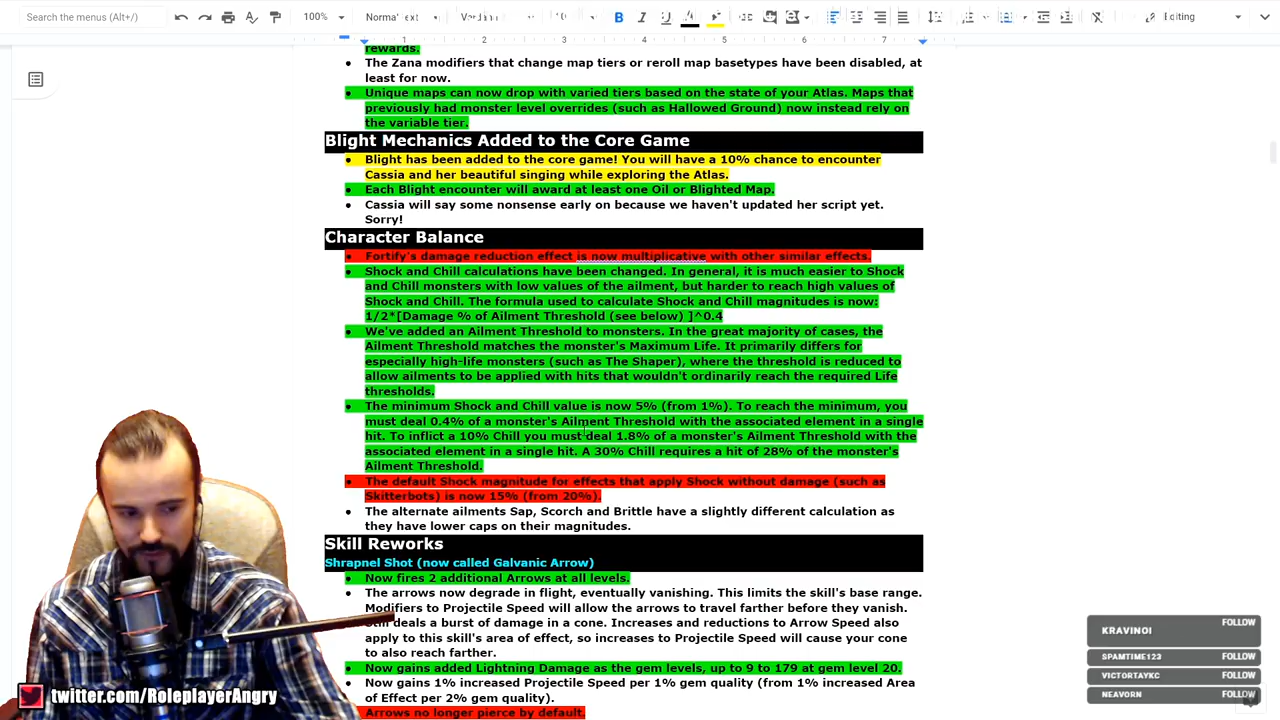 Search the menus (Alt+/)
100%
Editing
1 2 3 4 5 6 7
rewards.
The Zana modifiers that change map tiers or reroll map basetypes have been disabled, at
least for now.
Unique maps can now drop with varied tiers based on the state of your Atlas. Maps that
previously had monster level overrides (such as Hallowed Ground) now instead rely on
the variable tier.
Blight Mechanics Added to the Core Game
Blight has been added to the core game! You will have a 10% chance to encounter
Cassia and her beautiful singing while exploring the Atlas.
Each Blight encounter will award at least one Oil or Blighted Map.
Cassia will say some nonsense early on because we haven't updated her script yet.
Sorry!
Character Balance
Fortify's damage reduction effect is now multiplicative with other similar effects.
Shock and Chill calculations have been changed. In general, it is much easier to Shock
and Chill monsters with low values of the ailment, but harder to reach high values of
Shock and Chill. The formula used to calculate Shock and Chill magnitudes is now:
1/2*[Damage % of Ailment Threshold (see below) ]^0.4
We've added an Ailment Threshold to monsters. In the great majority of cases, the
Ailment Threshold matches the monster's Maximum Life. It primarily differs for
especially high-life monsters (such as The Shaper), where the threshold is reduced to
allow ailments to be applied with hits that wouldn't ordinarily reach the required Life
thresholds.
The minimum Shock and Chill value is now 5% (from 1%). To reach the minimum, you
must deal 0.4% of a monster's Ailment Threshold with the associated element in a single
hit. To inflict a 10% Chill you must deal 1.8% of a monster's Ailment Threshold with the
associated element in a single hit. A 30% Chill requires a hit of 28% of the monster's
Ailment Threshold.
The default Shock magnitude for effects that apply Shock without damage (such as
Skitterbots) is now 15% (from 20%).
The alternate ailments Sap, Scorch and Brittle have a slightly different calculation as
they have lower caps on their magnitudes.
Skill Reworks
Shrapnel Shot (now called Galvanic Arrow)
Now fires 2 additional Arrows at all levels.
The arrows now degrade in flight, eventually vanishing. This limits the skill's base range.
Modifiers to Projectile Speed will allow the arrows to travel farther before they vanish.
deals a burst of damage in a cone. Increases and reductions to Arrow Speed also
apply to this skill's area of effect, so increases to Projectile Speed will cause your cone
to also reach farther.
Now gains added Lightning Damage as the gem levels, up to 9 to 179 at gem level 20.
Now gains 1% increased Projectile Speed per 1% gem quality (from 1% increased Area
of Effect per 2% gem quality).
Arrows no longer pierce by default.
KRAVINOI FOLLOW
SPAMTIME123 FOLLOW
VICTORTAYKC FOLLOW
NEAVORN FOLLOW
twitter.com/RoleplayerAngry